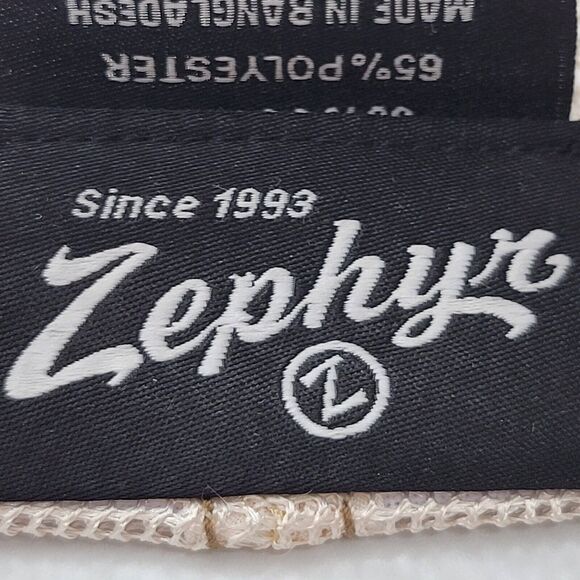 MADE IN BANGLADESH
65% POLYESTER
Since 1993
Zephyr
Z